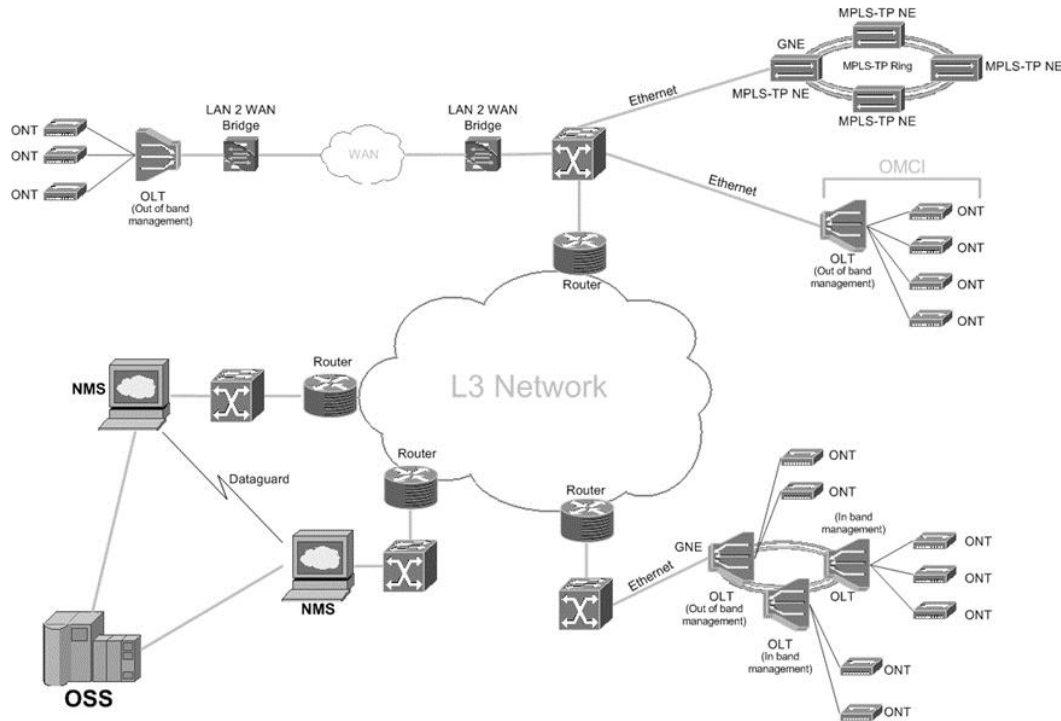 MPLS-TP NE
GNE
MPLS-TP Ring
MPLS-TP NE
MPLS-TP NE
MPLS-TP NE
Ethernet
LAN 2 WAN
Bridge
LAN 2 WAN
Bridge
ONT
ONT
ONT
WAN
OLT
(Out of band
management)
Ethernet
OMCI
ONT
ONT
ONT
ONT
OLT
(Out of band
management)
Router
L3 Network
Router
NMS
Dataguard
Router
NMS
OSS
Router
Ethernet
GNE
ONT
ONT
(In band
management)
ONT
ONT
ONT
OLT
OLT
(Out of band
management)
OLT
(In band
management)
ONT
ONT